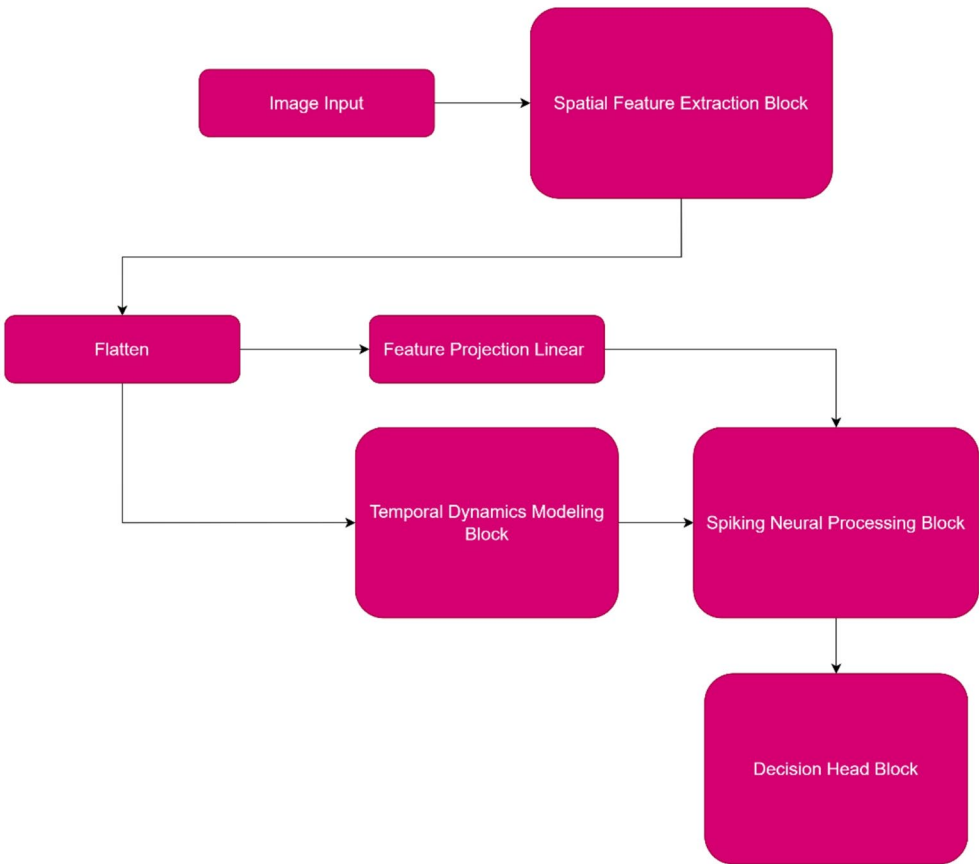 Image Input
Spatial Feature Extraction Block
Flatten
Feature Projection Linear
Temporal Dynamics Modeling
Block
Spiking Neural Processing Block
Decision Head Block